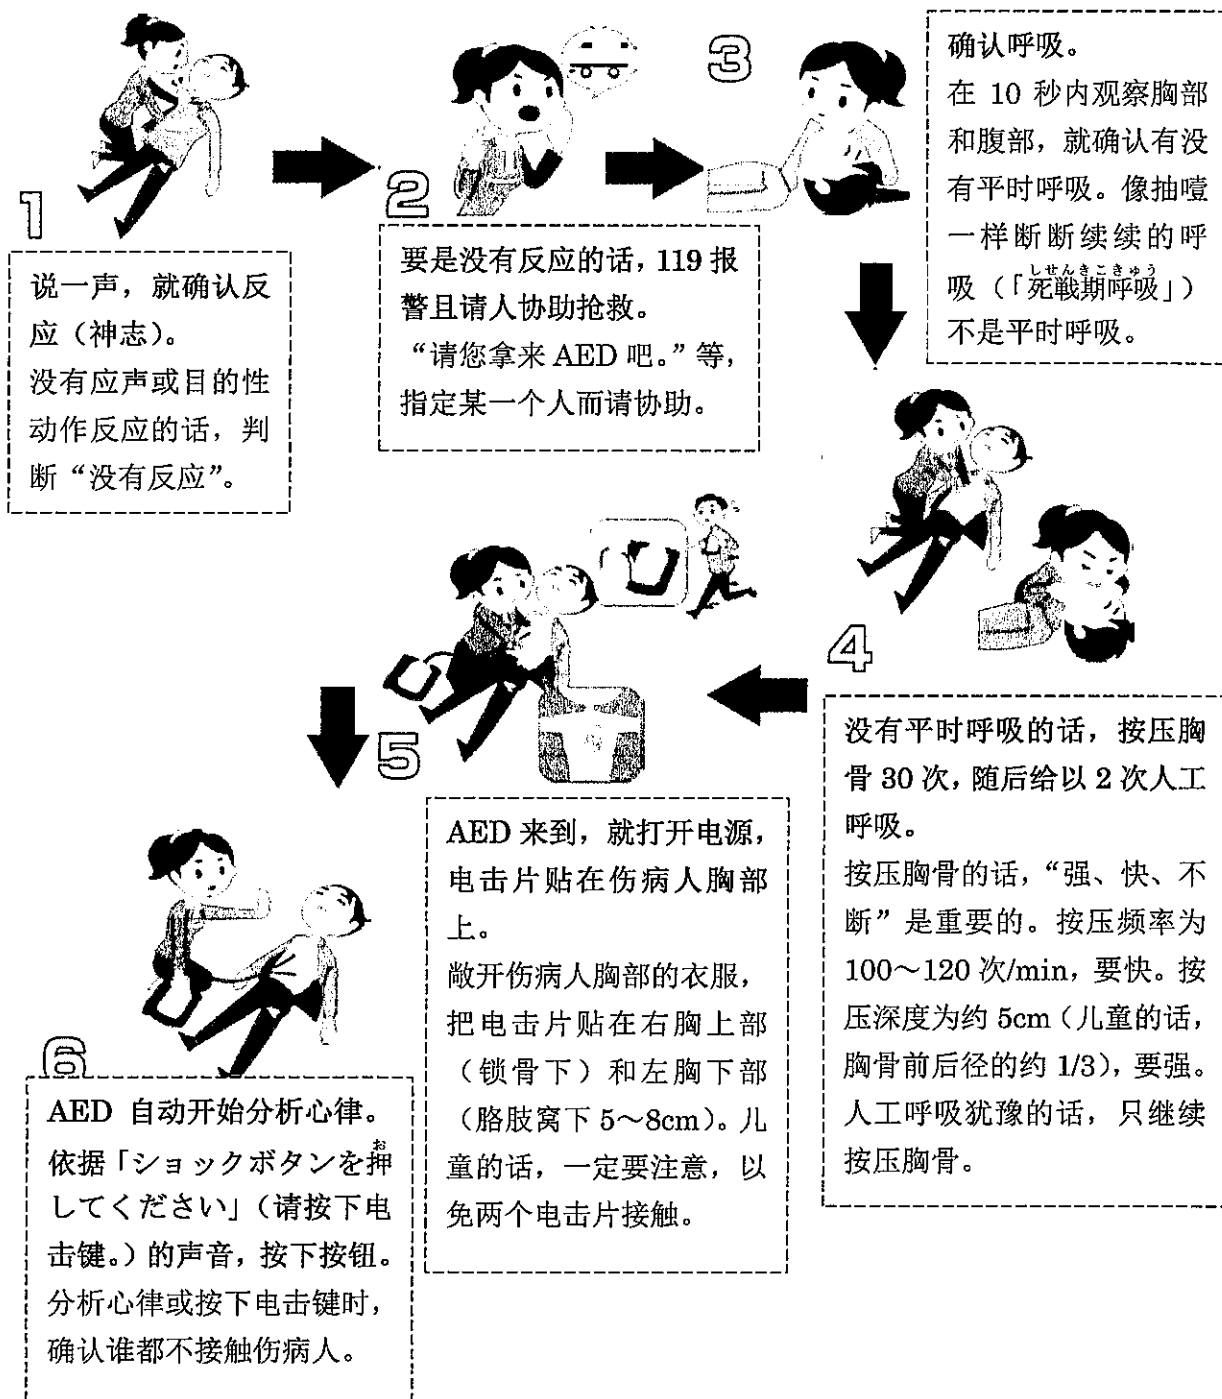 1
说一声，就确认反
应（神志）。
没有应声或目的性
动作反应的话，判
断“没有反应”。
2
要是没有反应的话，119 报
警且请人协助抢救。
“请您拿来 AED 吧。”等，
指定某一个人而请协助。
3
确认呼吸。
在 10 秒内观察胸部
和腹部，就确认有没
有平时呼吸。像抽噎
一样断断续续的呼
しせんきこきゅう
吸（「死戦期呼吸」）
不是平时呼吸。
4
没有平时呼吸的话，按压胸
骨 30 次，随后给以 2 次人工
呼吸。
按压胸骨的话，“强、快、不
断”是重要的。按压频率为
100～120 次/min，要快。按
压深度为约 5cm（儿童的话，
胸骨前后径的约 1/3），要强。
人工呼吸犹豫的话，只继续
按压胸骨。
5
AED 来到，就打开电源，
电击片贴在伤病人胸部
上。
敞开伤病人胸部的衣服，
把电击片贴在右胸上部
（锁骨下）和左胸下部
（胳肢窝下 5～8cm）。儿
童的话，一定要注意，以
免两个电击片接触。
6
AED 自动开始分析心律。
お
依据「ショックボタンを押
してください」（请按下电
击键。）的声音，按下按钮。
分析心律或按下电击键时，
确认谁都不接触伤病人。